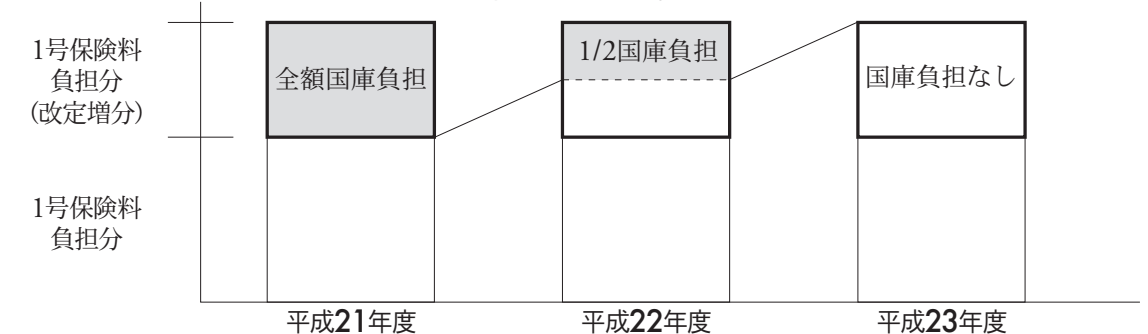 1号保険料
負担分
(改定増分)
全額国庫負担
1/2国庫負担
国庫負担なし
1号保険料
負担分
平成21年度
平成22年度
平成23年度